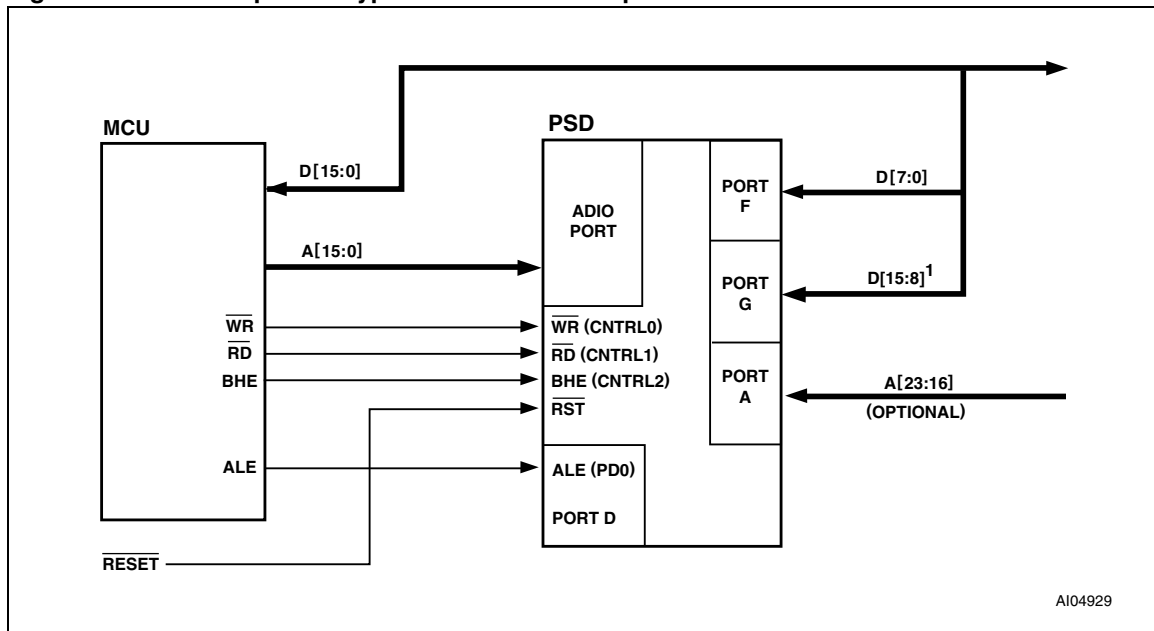 MCU
PSD
D[15:0]
A[15:0]
WR
RD
BHE
ALE
RESET
ADIO
PORT
WR (CNTRL0)
RD (CNTRL1)
BHE (CNTRL2)
RST
ALE (PD0)
PORT D
PORT
F
PORT
G
PORT
A
D[7:0]
D[15:8]1
A[23:16]
(OPTIONAL)
AI04929